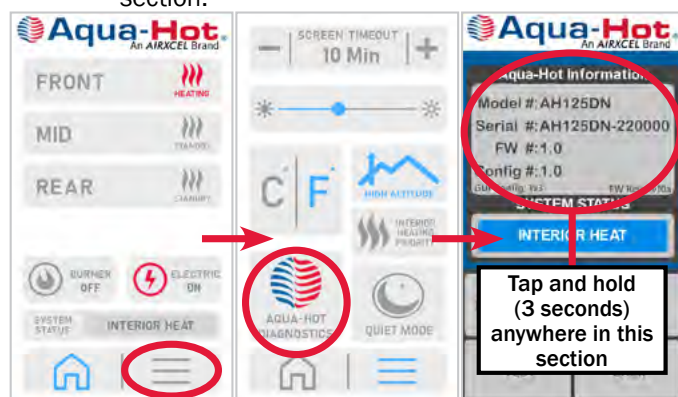 section.
Aqua-Hot.
An AIRXCEL Brand
FRONT
HEATING
MID
STANDBY
REAR
STANDBY
BURNER
OFF
ELECTRIC
ON
SYSTEM
STATUS
INTERIOR HEAT
SCREEN TIMEOUT
10 Min
C° F°
HIGH ALTITUDE
INTERIOR
HEATING
PRIORITY
AQUA-HOT
DIAGNOSTICS
QUIET MODE
Aqua-Hot.
An AIRXCEL Brand
Aqua-Hot Information
Model #:AH125DN
Serial #:AH125DN-220000
FW #:1.0
Config #:1.0
SYSTEM STATUS
INTERIOR HEAT
Tap and hold
(3 seconds)
anywhere in this
section